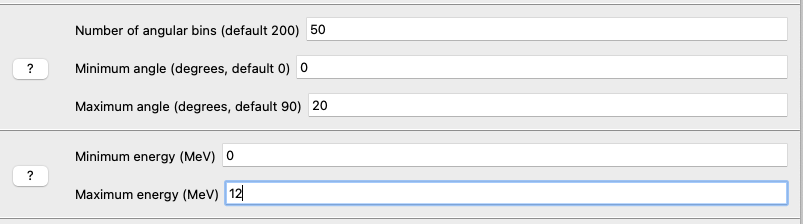 Number of angular bins (default 200) 50
? Minimum angle (degrees, default 0) 0
Maximum angle (degrees, default 90) 20
Minimum energy (MeV) 0
? Maximum energy (MeV) 12